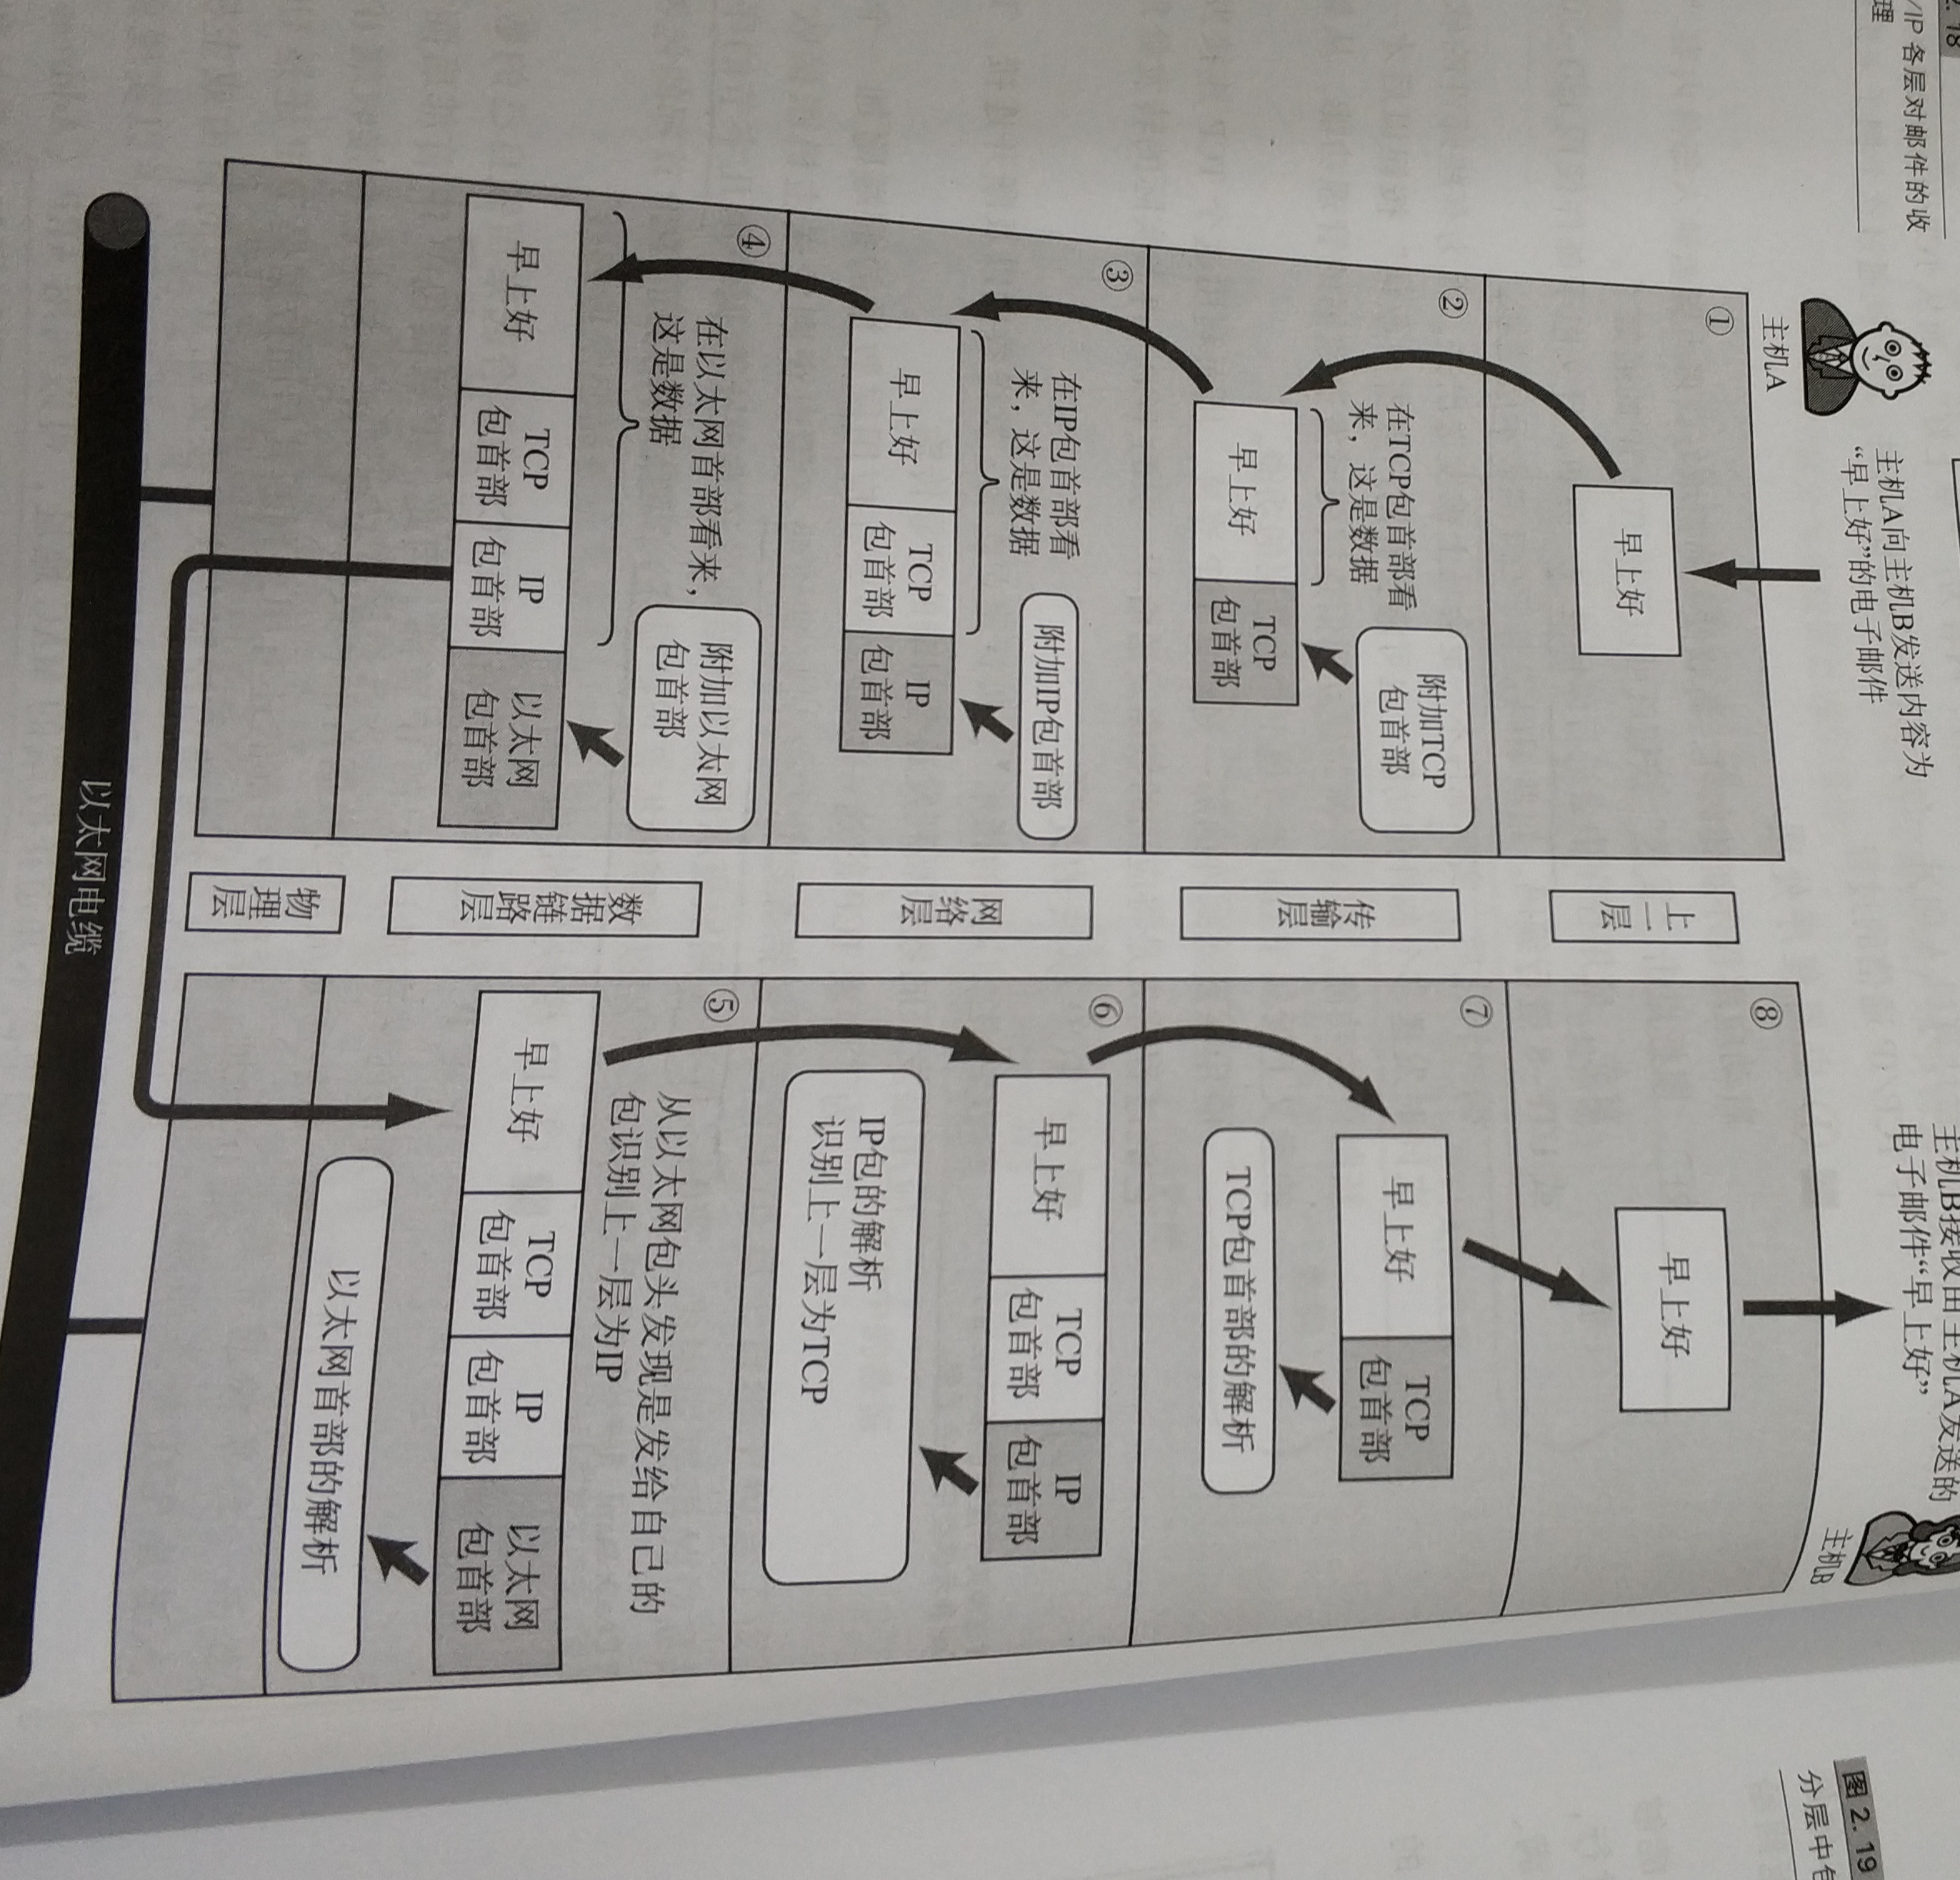 2.18
/IP 各层对邮件的收
理
主机A
主机A向主机B发送内容为
“早上好”的电子邮件
主机B接收由主机A发送的
电子邮件“早上好”
主机B
①
早上好
②
在TCP包首部看
来，这是数据
附加TCP
包首部
早上好
TCP
包首部
③
在IP包首部看
来，这是数据
附加IP包首部
早上好
TCP
包首部
IP
包首部
④
在以太网首部看来，
这是数据
附加以太网
包首部
早上好
TCP
包首部
IP
包首部
以太网
包首部
上一层
传输层
网络层
数据链路层
物理层
⑧
早上好
⑦
早上好
TCP
包首部
TCP包首部的解析
⑥
早上好
TCP
包首部
IP
包首部
IP包的解析
识别上一层为TCP
⑤
从以太网包头发现是发给自己的
包识别上一层为IP
早上好
TCP
包首部
IP
包首部
以太网
包首部
以太网首部的解析
以太网电缆
图 2.19
分层中包